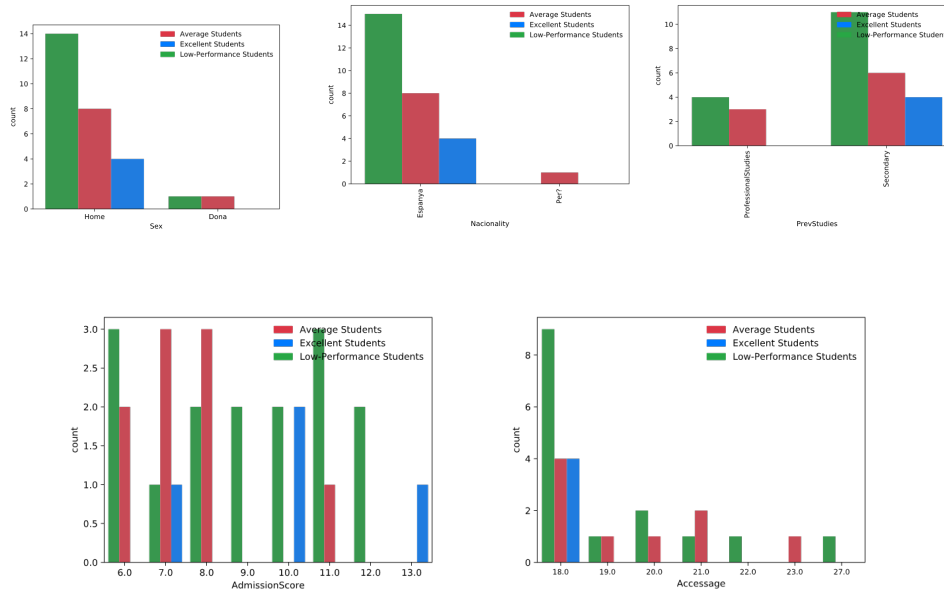 14
12
10
8
6
4
2
0
count
Average Students
Excellent Students
Low-Performance Students
Home
Dona
Sex
14
12
10
8
6
4
2
0
count
Average Students
Excellent Students
Low-Performance Students
Espanya
Per?
Nacionality
10
8
6
4
2
0
count
Average Students
Excellent Students
Low-Performance Students
ProfessionalStudies
Secondary
PrevStudies
3.0
2.5
2.0
1.5
1.0
0.5
0.0
count
Average Students
Excellent Students
Low-Performance Students
6.0 7.0 8.0 9.0 10.0 11.0 12.0 13.0
AdmissionScore
8
6
4
2
0
count
Average Students
Excellent Students
Low-Performance Students
18.0 19.0 20.0 21.0 22.0 23.0 27.0
Accessage